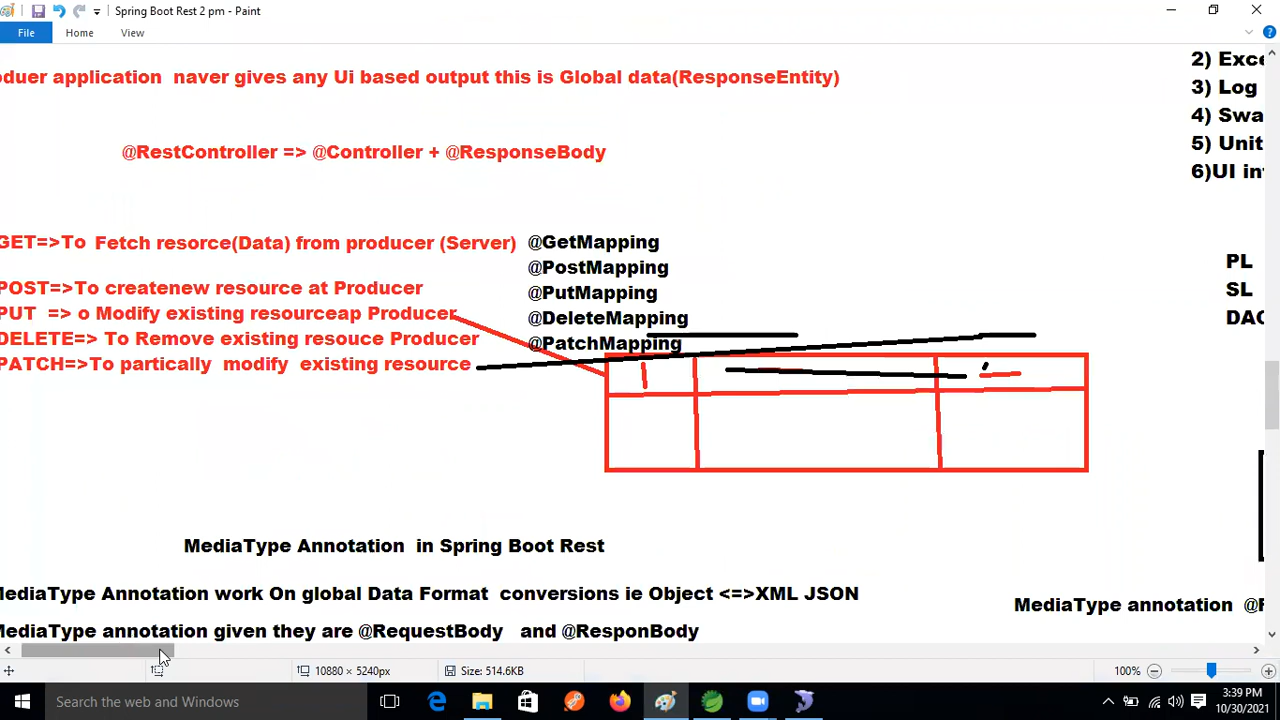 Spring Boot Rest 2 pm - Paint
File Home View
oduer application naver gives any Ui based output this is Global data(ResponseEntity)
@RestController => @Controller + @ResponseBody
GET=>To Fetch resorce(Data) from producer (Server)
POST=>To createnew resource at Producer
PUT => o Modify existing resourceap Producer
DELETE=> To Remove existing resouce Producer
PATCH=>To partically modify existing resource
@GetMapping
@PostMapping
@PutMapping
@DeleteMapping
@PatchMapping
2) Exce
3) Log
4) Swa
5) Unit
6)UI in
PL
SL
DAO
MediaType Annotation in Spring Boot Rest
MediaType Annotation work On global Data Format conversions ie Object <=>XML JSON
MediaType annotation given they are @RequestBody and @ResponBody
MediaType annotation @R
10880 × 5240px
Size: 514.6KB
100%
Search the web and Windows
3:39 PM
10/30/2021